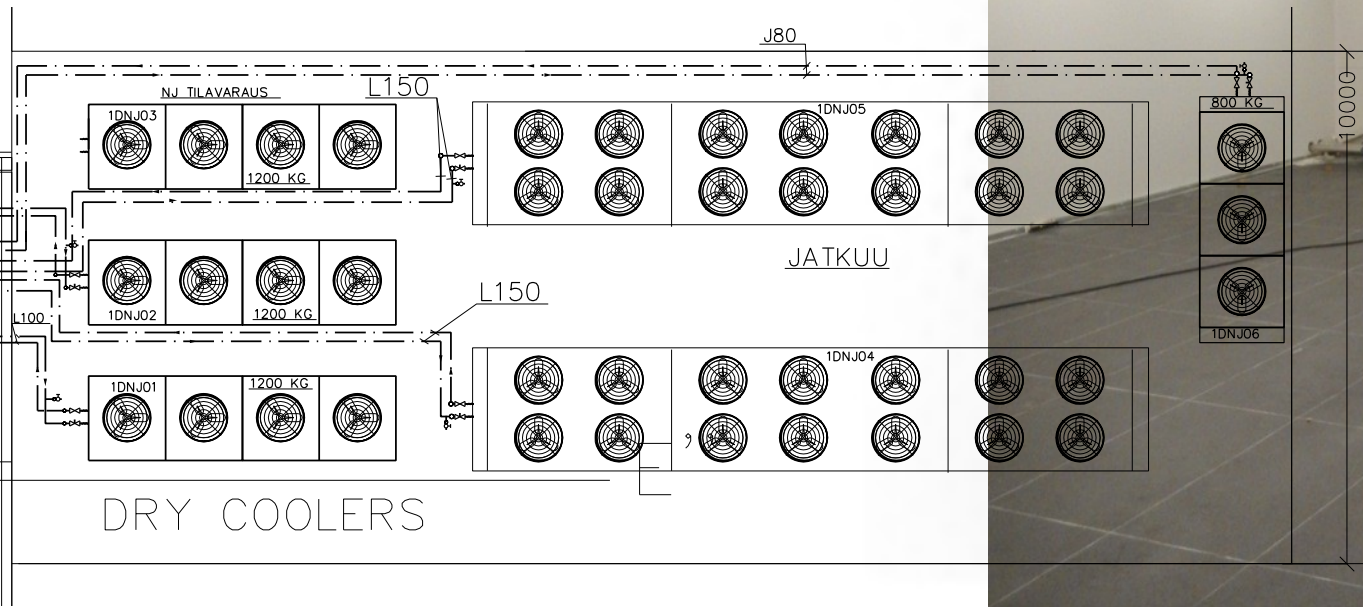 J80
NJ TILAVARAUS
L150
1DNJ03
1200 KG
1DNJ05
800 KG
10000
JATKUU
1DNJ02
1200 KG
L150
L100
1DNJ06
1DNJ01
1200 KG
1DNJ04
DRY COOLERS